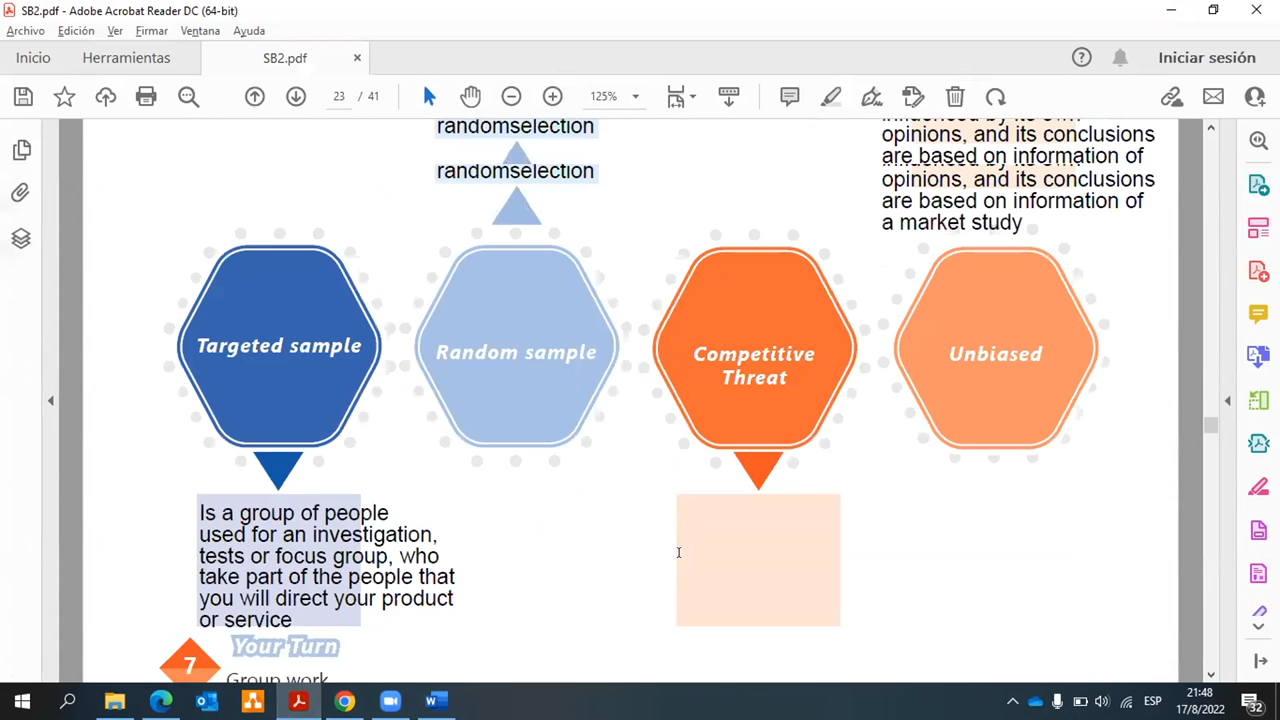 SB2.pdf - Adobe Acrobat Reader DC (64-bit)
Archivo Edición Ver Firmar Ventana Ayuda
Inicio Herramientas SB2.pdf Iniciar sesión
23 / 41 125%
randomselection
randomselection
opinions, and its conclusions
are based on information of
opinions, and its conclusions
are based on information of
a market study
Targeted sample
Random sample
Competitive
Threat
Unbiased
Is a group of people
used for an investigation,
tests or focus group, who
take part of the people that
you will direct your product
or service
Your Turn
7
Group work
ESP
21:48
17/8/2022
32